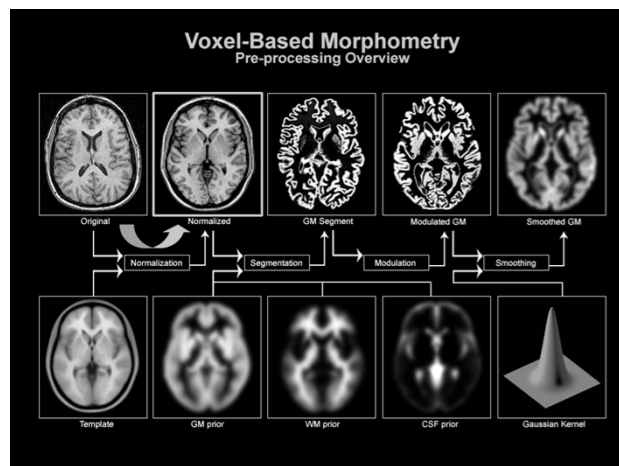 Voxel-Based Morphometry
Pre-processing Overview
Original
Normalized
GM Segment
Modulated GM
Smoothed GM
Normalization
Segmentation
Modulation
Smoothing
Template
GM prior
WM prior
CSF prior
Gaussian Kernel